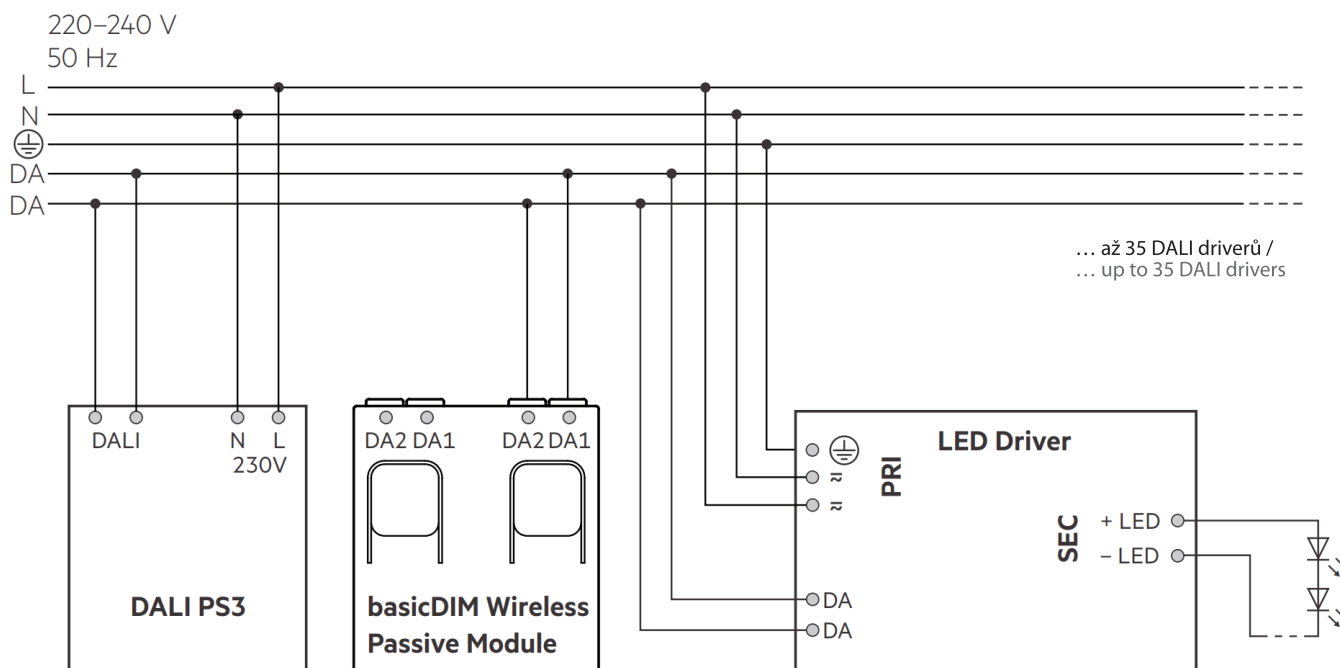 220–240 V
50 Hz
L
N
DA
DA
… až 35 DALI driverů /
… up to 35 DALI drivers
DALI N L
230V
DALI PS3
DA2 DA1 DA2 DA1
basicDIM Wireless
Passive Module
LED Driver
PRI
≂
≂
SEC
+ LED
– LED
DA
DA